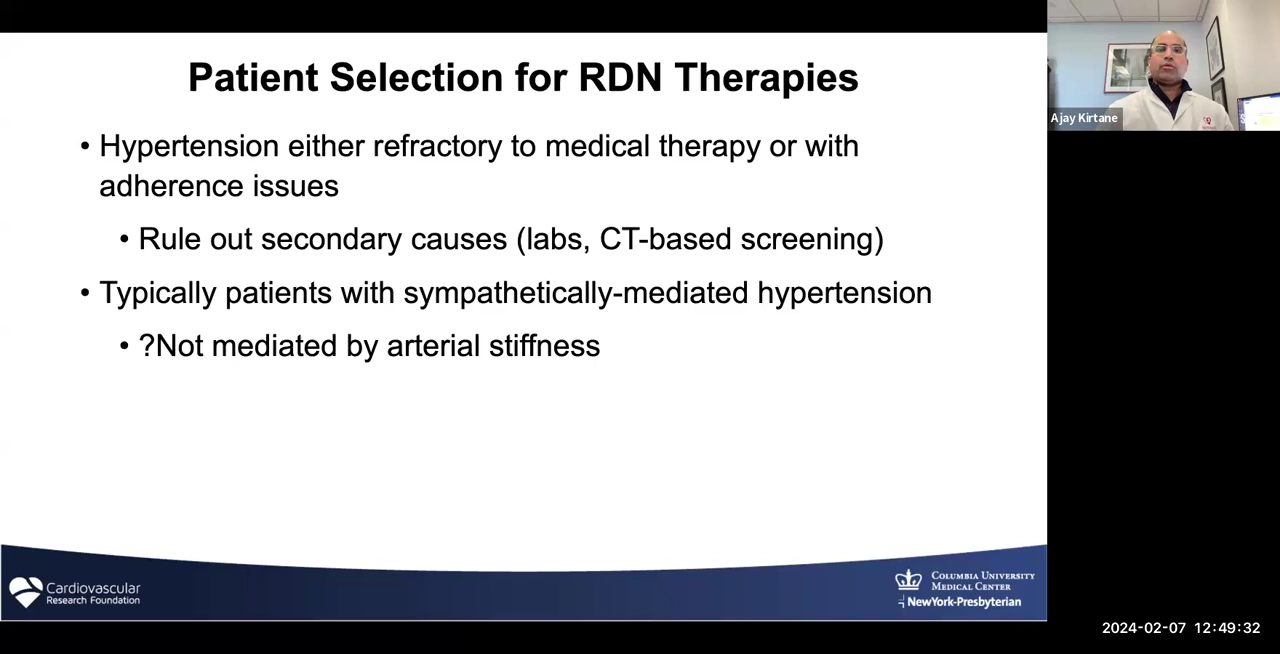 Patient Selection for RDN Therapies
• Hypertension either refractory to medical therapy or with
adherence issues
• Rule out secondary causes (labs, CT-based screening)
• Typically patients with sympathetically-mediated hypertension
• ?Not mediated by arterial stiffness
Ajay Kirtane
Cardiovascular
Research Foundation
COLUMBIA UNIVERSITY
MEDICAL CENTER
NewYork-Presbyterian
2024-02-07 12:49:32